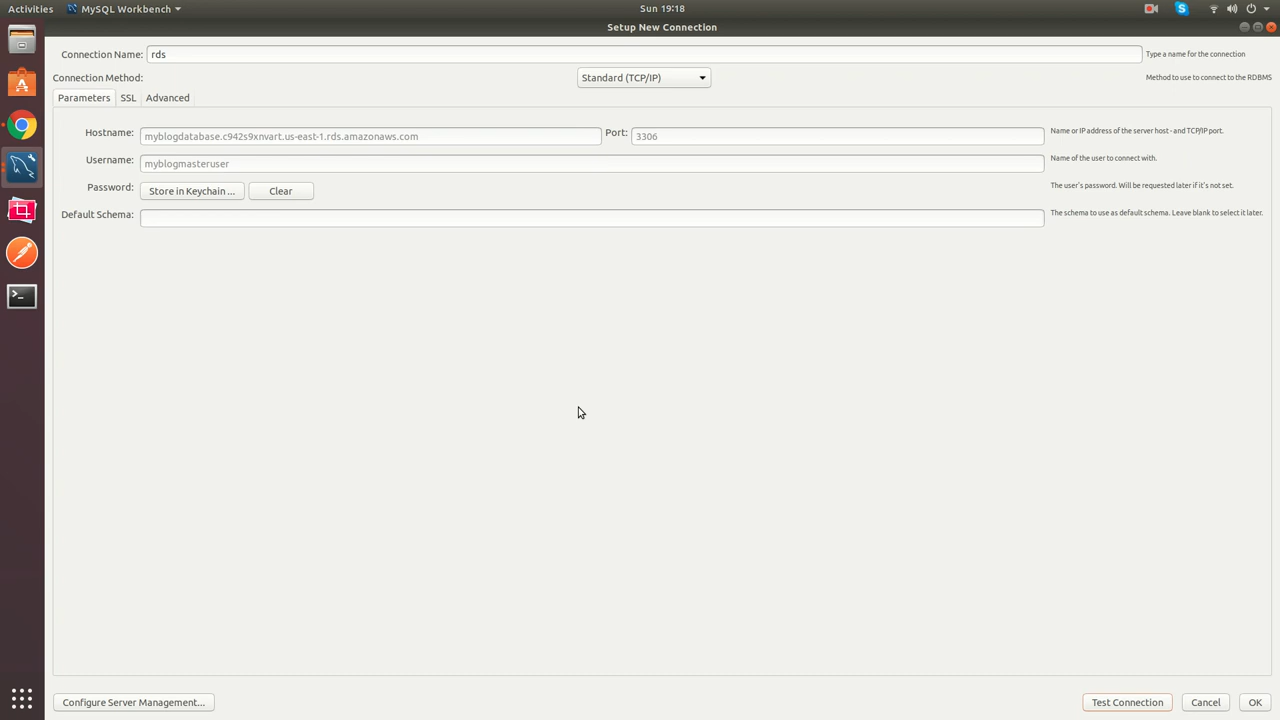 Activities MySQL Workbench Sun 19:18
Setup New Connection
Connection Name: rds Type a name for the connection
Connection Method: Standard (TCP/IP) Method to use to connect to the RDBMS
Parameters SSL Advanced
Hostname: myblogdatabase.c942s9xnvart.us-east-1.rds.amazonaws.com Port: 3306 Name or IP address of the server host - and TCP/IP port.
Username: myblogmasteruser Name of the user to connect with.
Password: Store in Keychain ... Clear The user's password. Will be requested later if it's not set.
Default Schema: The schema to use as default schema. Leave blank to select it later.
Configure Server Management... Test Connection Cancel OK